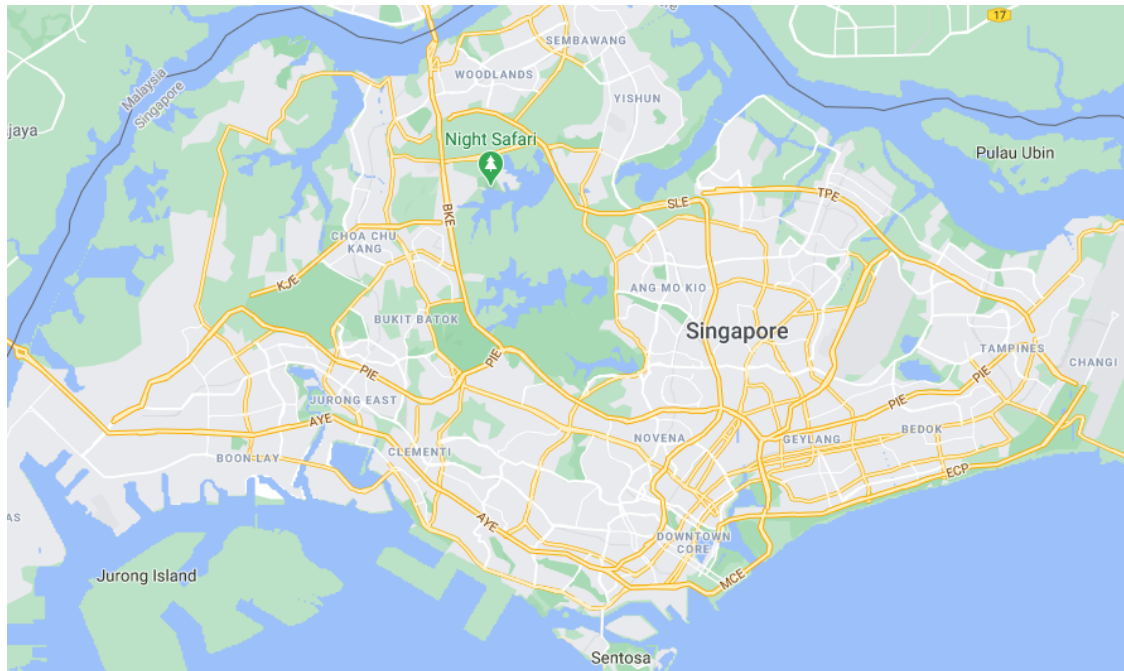 17
SEMBAWANG
WOODLANDS
Malaysia
Singapore
YISHUN
Night Safari
Pulau Ubin
TPE
SLE
BKE
CHOA CHU
KANG
KJE
ANG MO KIO
BUKIT BATOK
Singapore
TAMPINES
CHANGI
PIE
PIE
PIE
PIE
JURONG EAST
AYE
BEDOK
NOVENA
GEYLANG
CLEMENTI
BOON LAY
ECP
AYE
DOWNTOWN
CORE
Jurong Island
MCE
Sentosa